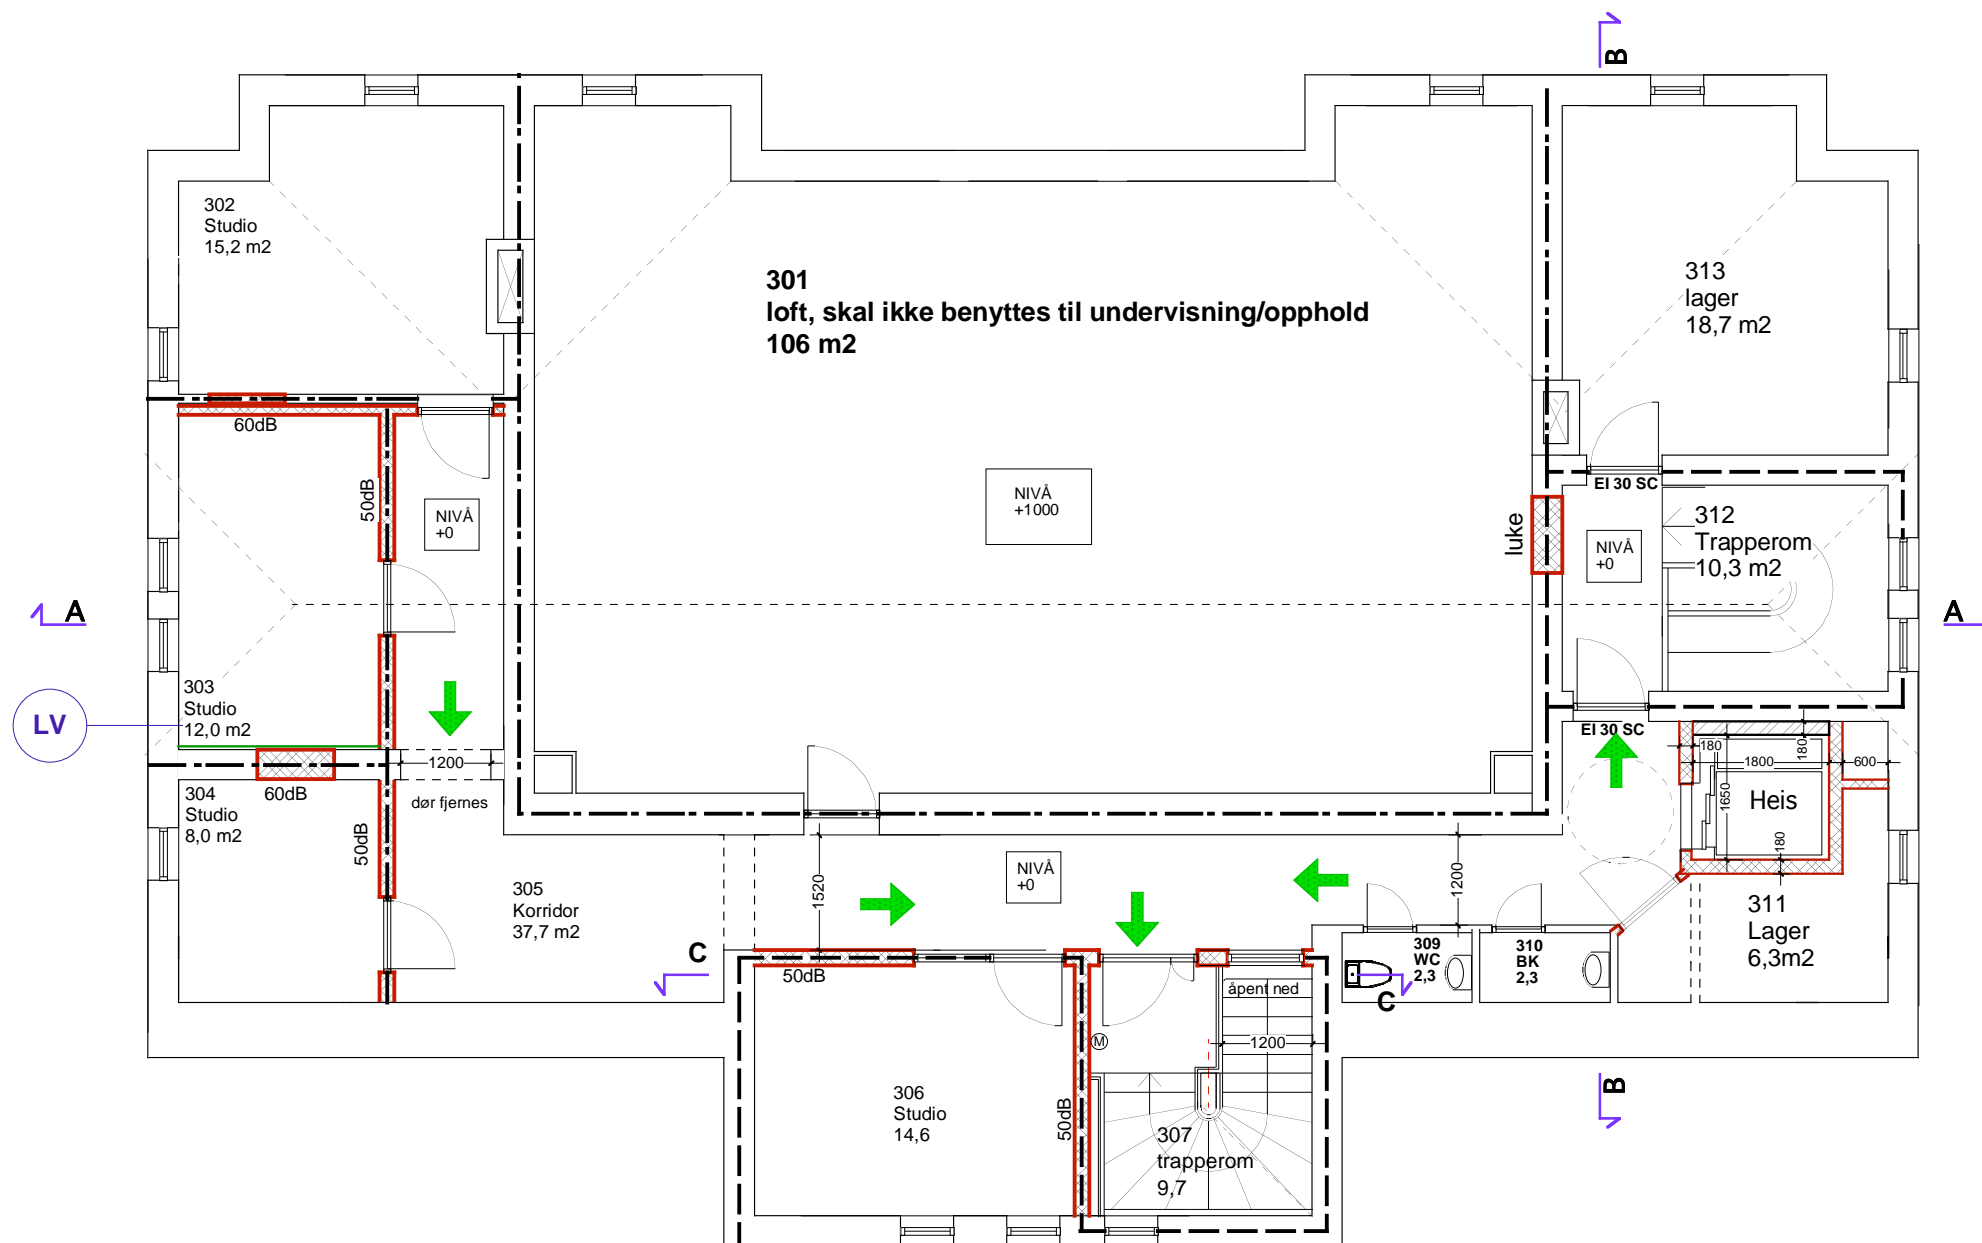 B
302
Studio
15,2 m2
301
loft, skal ikke benyttes til undervisning/opphold
106 m2
313
lager
18,7 m2
60dB
50dB
NIVÅ
+0
NIVÅ
+1000
luke
EI 30 SC
NIVÅ
+0
312
Trapperom
10,3 m2
A
A
303
Studio
12,0 m2
LV
1200
dør fjernes
60dB
304
Studio
8,0 m2
50dB
EI 30 SC
180
1800
180
600
1650
Heis
180
305
Korridor
37,7 m2
1520
NIVÅ
+0
1200
311
Lager
6,3m2
C
50dB
309
WC
2,3
310
BK
2,3
C
åpent ned
M
1200
306
Studio
14,6
50dB
307
trapperom
9,7
B